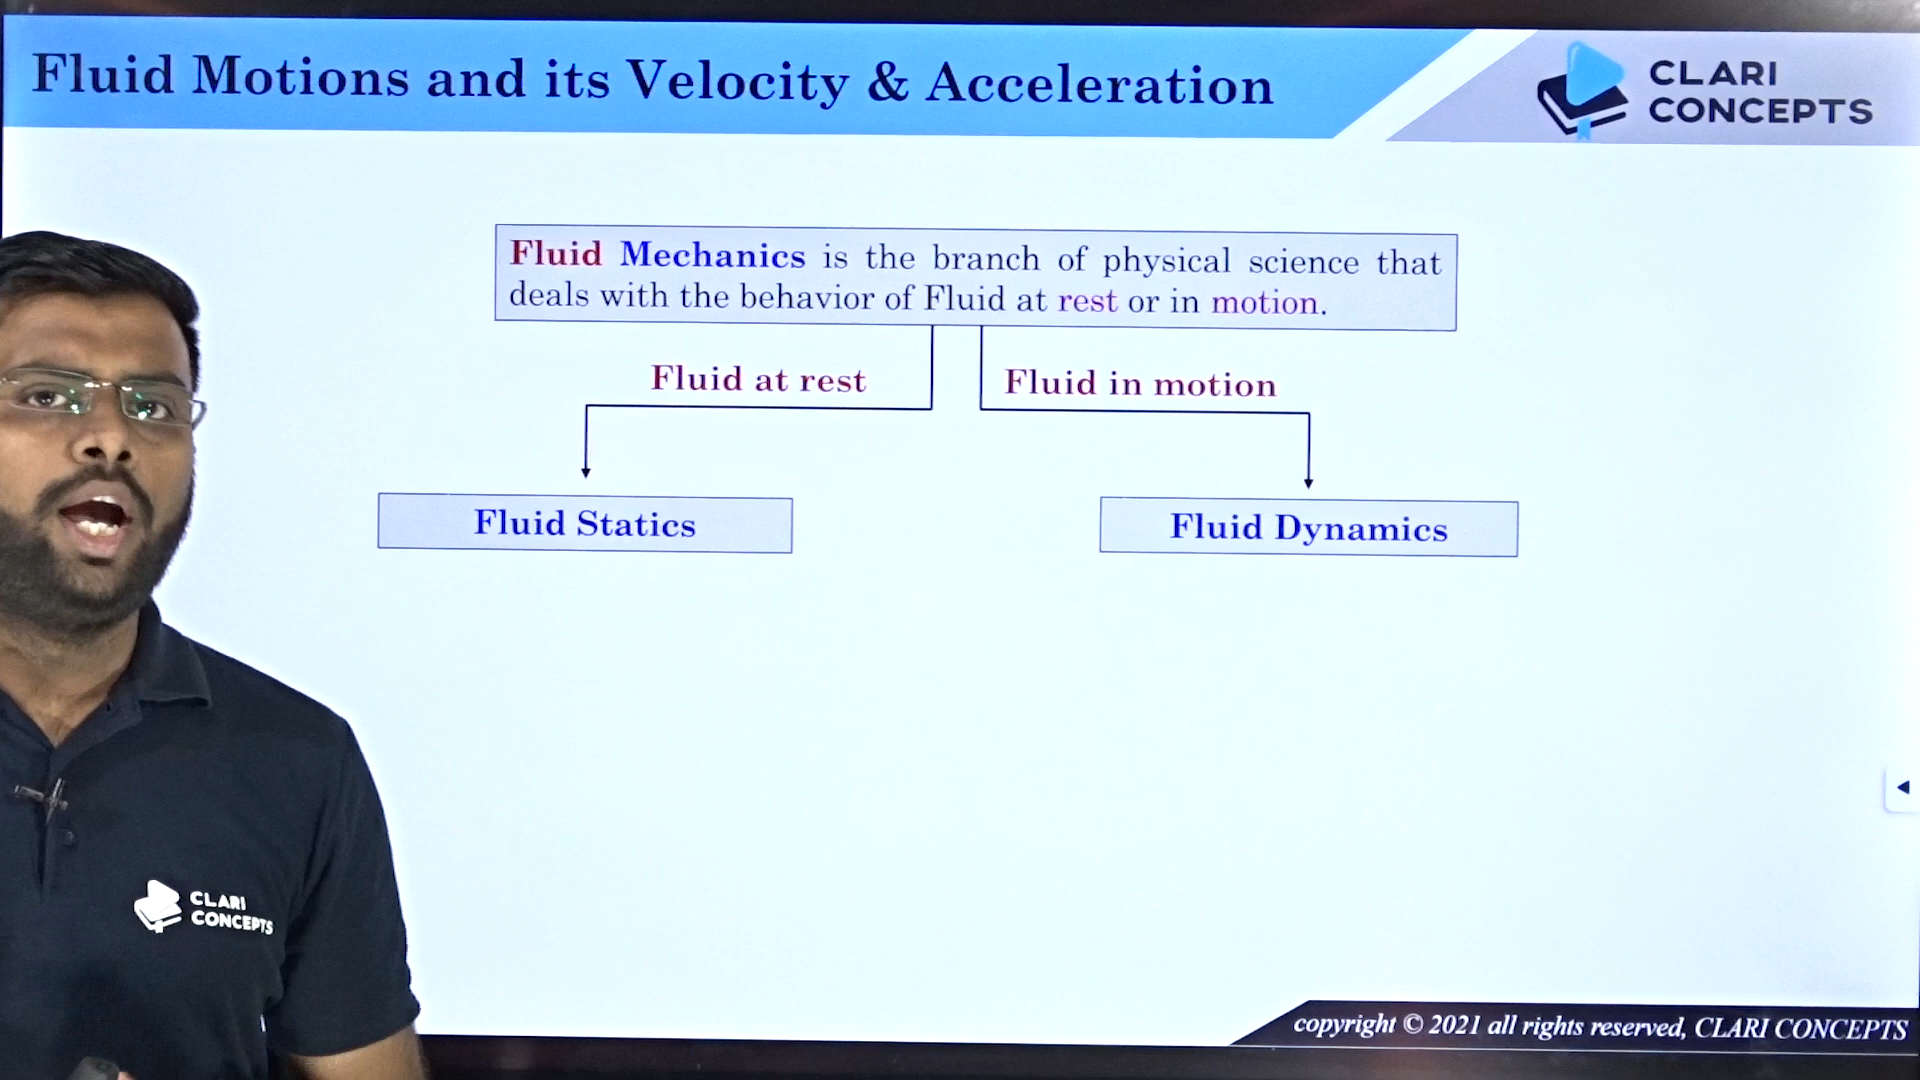 Fluid Motions and its Velocity & Acceleration
CLARI
CONCEPTS
Fluid Mechanics is the branch of physical science that
deals with the behavior of Fluid at rest or in motion.
Fluid at rest
Fluid in motion
Fluid Statics
Fluid Dynamics
CLARI
CONCEPTS
copyright © 2021 all rights reserved, CLARI CONCEPTS